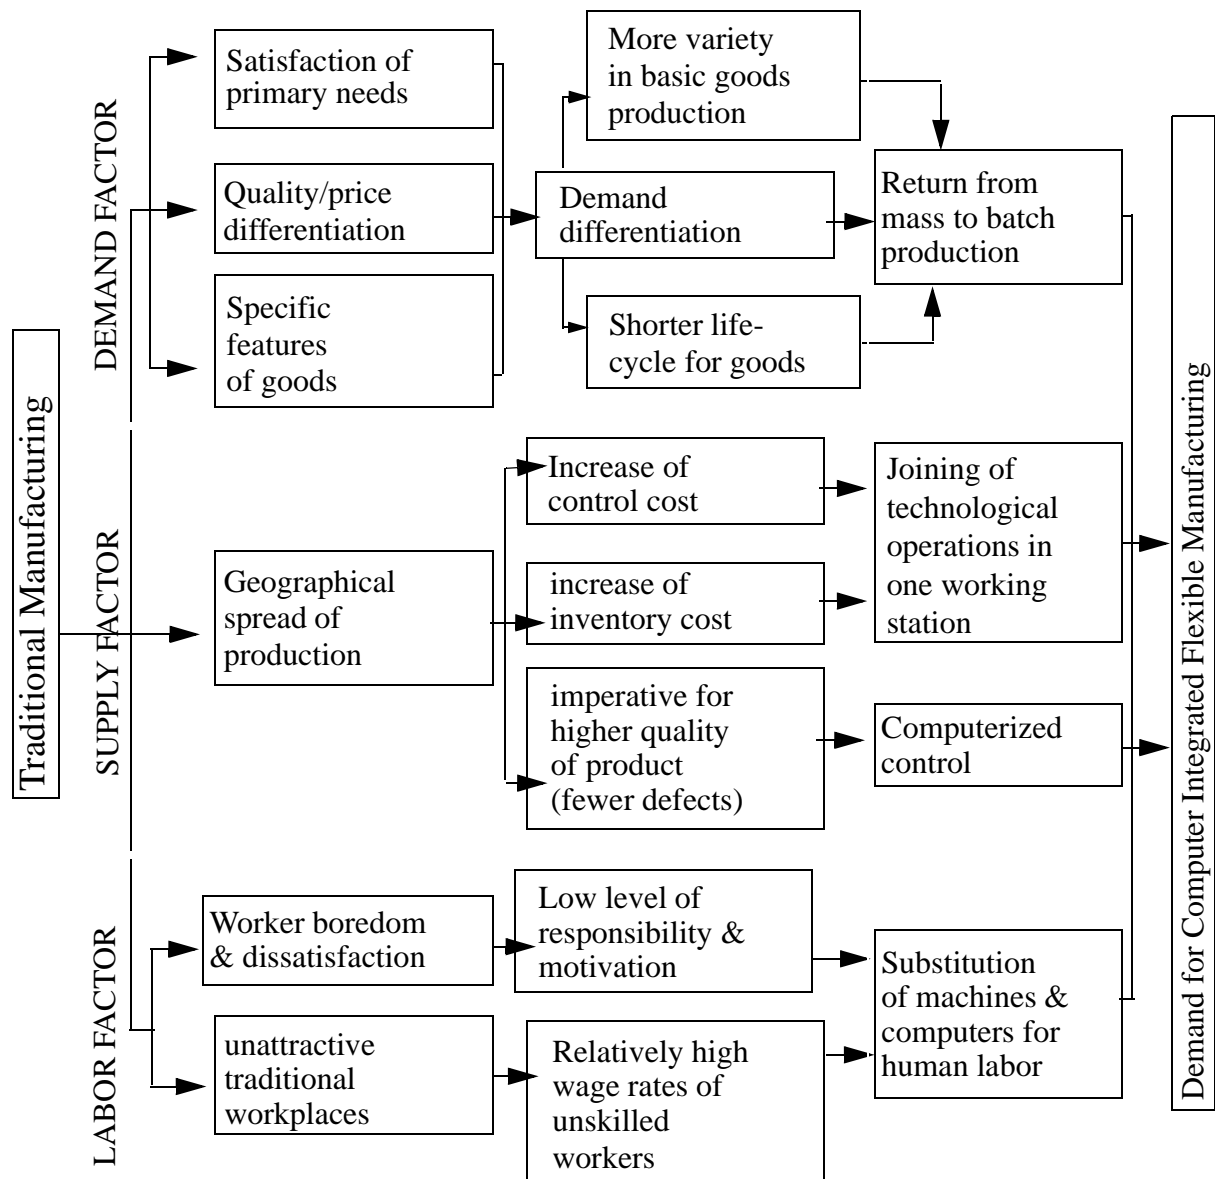 Traditional Manufacturing
DEMAND FACTOR
Satisfaction of
primary needs
Quality/price
differentiation
Specific
features
of goods
Demand
differentiation
More variety
in basic goods
production
Shorter life-
cycle for goods
Return from
mass to batch
production
SUPPLY FACTOR
Geographical
spread of
production
Increase of
control cost
increase of
inventory cost
imperative for
higher quality
of product
(fewer defects)
Joining of
technological
operations in
one working
station
Computerized
control
LABOR FACTOR
Worker boredom
& dissatisfaction
unattractive
traditional
workplaces
Low level of
responsibility &
motivation
Relatively high
wage rates of
unskilled
workers
Substitution
of machines &
computers for
human labor
Demand for Computer Integrated Flexible Manufacturing